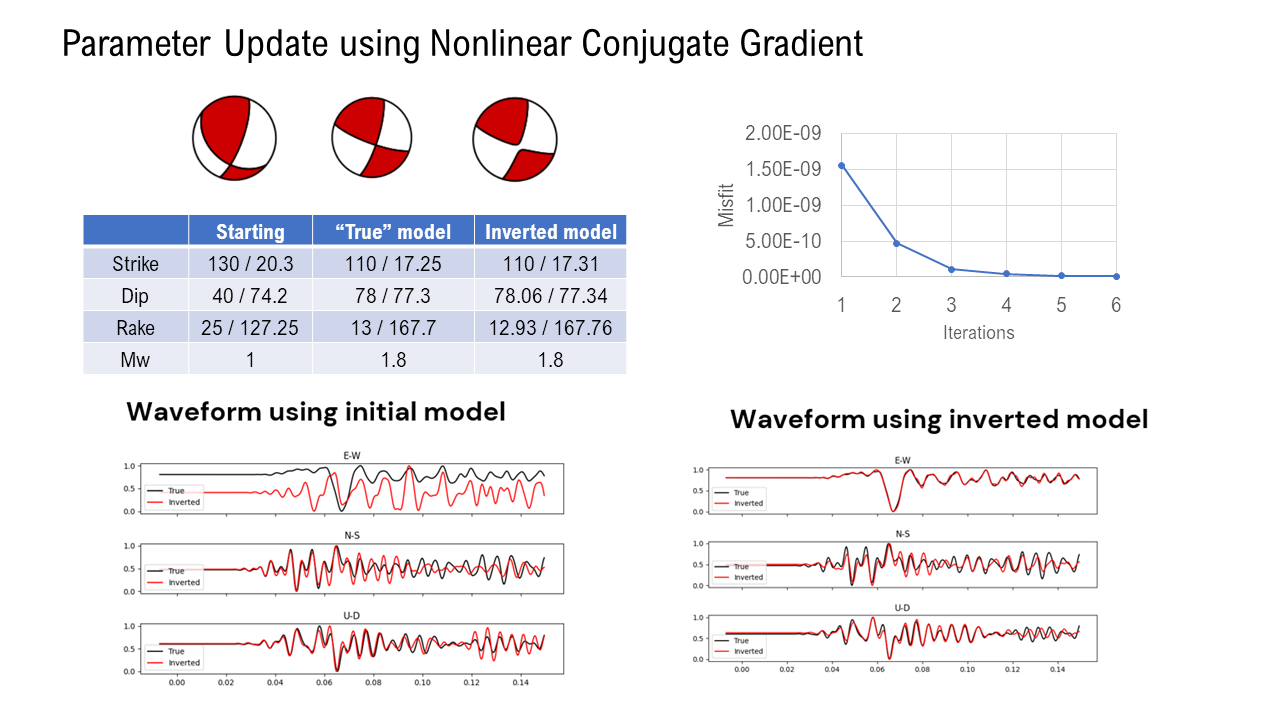 Parameter Update using Nonlinear Conjugate Gradient
Starting “True” model Inverted model
Strike 130 / 20.3 110 / 17.25 110 / 17.31
Dip 40 / 74.2 78 / 77.3 78.06 / 77.34
Rake 25 / 127.25 13 / 167.7 12.93 / 167.76
Mw 1 1.8 1.8
2.00E-09
1.50E-09
1.00E-09
5.00E-10
0.00E+00
Misfit
1 2 3 4 5 6
Iterations
Waveform using initial model
E-W
1.0
0.5
0.0
True
Inverted
N-S
1.0
0.5
0.0
True
Inverted
U-D
1.0
0.5
0.0
True
Inverted
0.00 0.02 0.04 0.06 0.08 0.10 0.12 0.14
Waveform using inverted model
E-W
1.0
0.5
0.0
True
Inverted
N-S
1.0
0.5
0.0
True
Inverted
U-D
1.0
0.5
0.0
True
Inverted
0.00 0.02 0.04 0.06 0.08 0.10 0.12 0.14